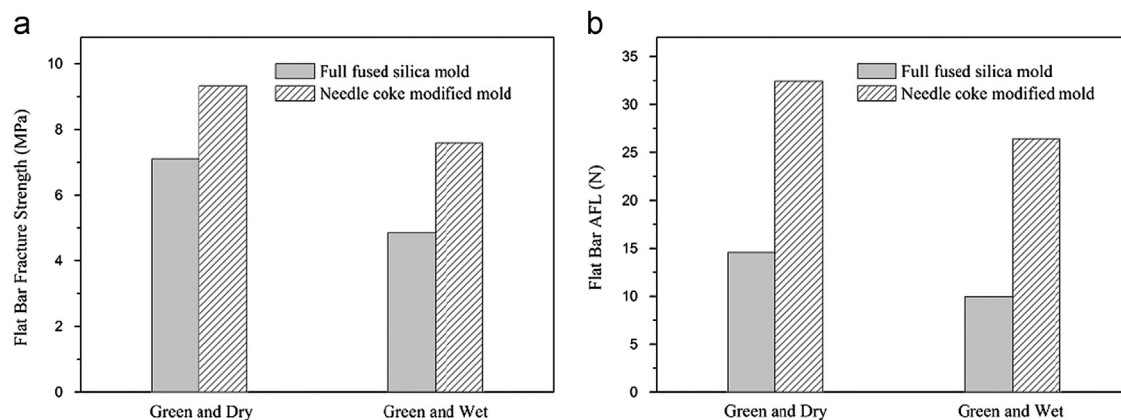 a
Flat Bar Fracture Strength (MPa)
10
8
6
4
2
0
Full fused silica mold
Needle coke modified mold
Green and Dry
Green and Wet
b
Flat Bar AFL (N)
35
30
25
20
15
10
5
0
Full fused silica mold
Needle coke modified mold
Green and Dry
Green and Wet